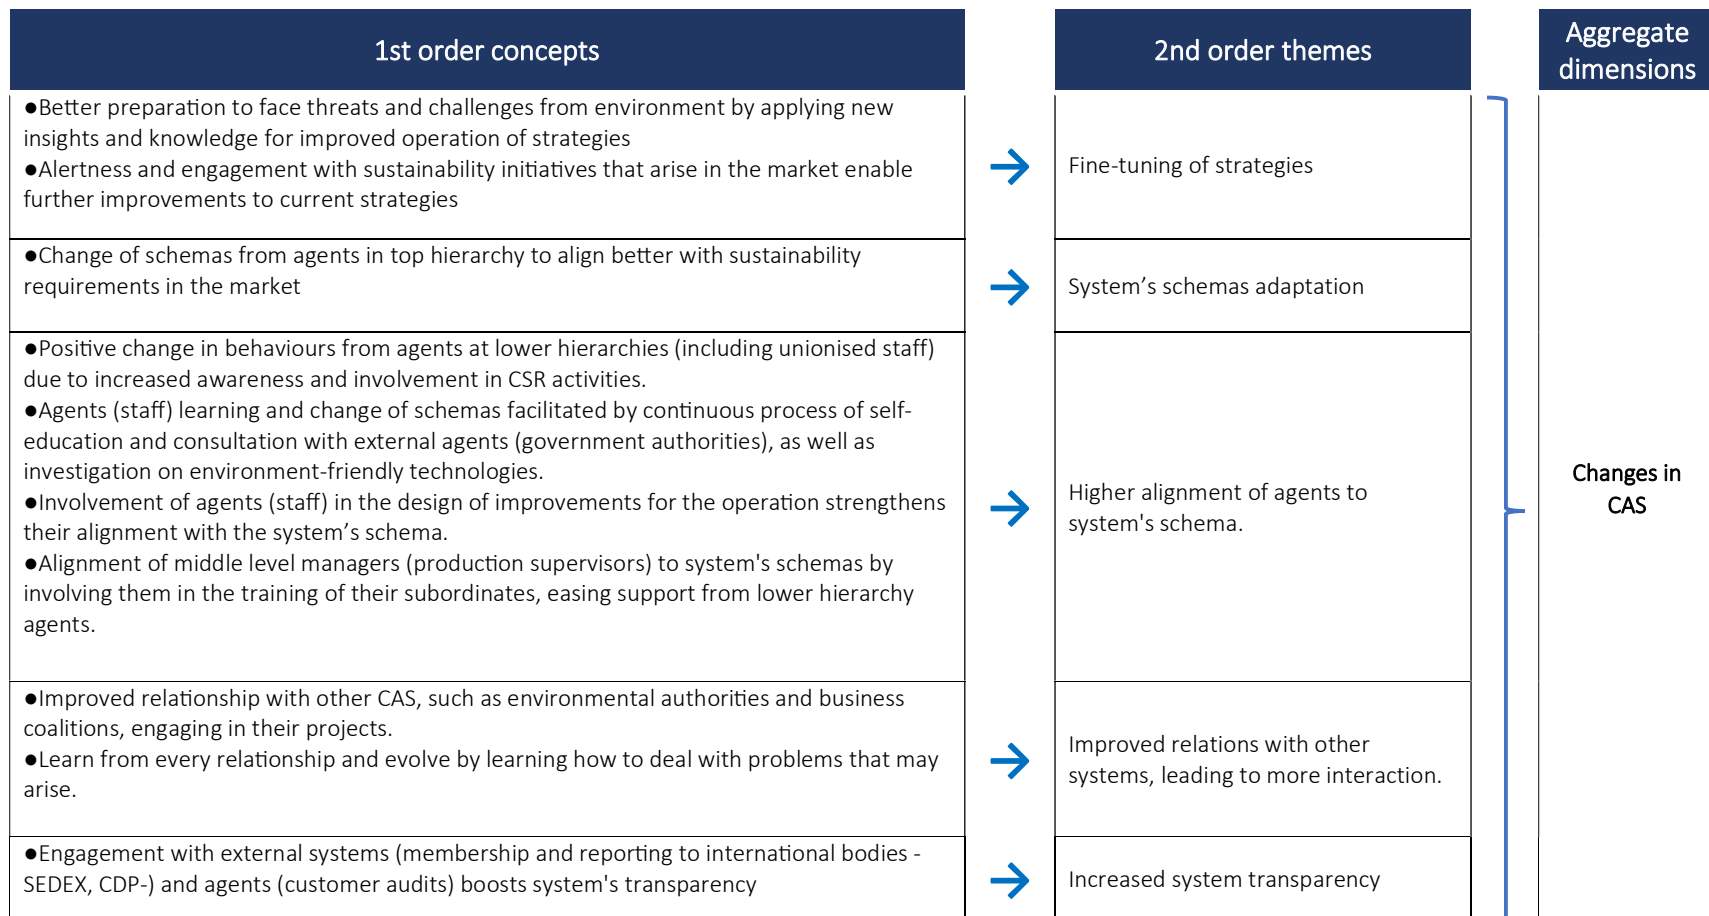 1st order concepts
2nd order themes
Aggregate
dimensions
●Better preparation to face threats and challenges from environment by applying new
insights and knowledge for improved operation of strategies
●Alertness and engagement with sustainability initiatives that arise in the market enable
further improvements to current strategies
Fine-tuning of strategies
●Change of schemas from agents in top hierarchy to align better with sustainability
requirements in the market
System’s schemas adaptation
●Positive change in behaviours from agents at lower hierarchies (including unionised staff)
due to increased awareness and involvement in CSR activities.
●Agents (staff) learning and change of schemas facilitated by continuous process of self-
education and consultation with external agents (government authorities), as well as
investigation on environment-friendly technologies.
●Involvement of agents (staff) in the design of improvements for the operation strengthens
their alignment with the system’s schema.
●Alignment of middle level managers (production supervisors) to system's schemas by
involving them in the training of their subordinates, easing support from lower hierarchy
agents.
Higher alignment of agents to
system's schema.
Changes in
CAS
●Improved relationship with other CAS, such as environmental authorities and business
coalitions, engaging in their projects.
●Learn from every relationship and evolve by learning how to deal with problems that may
arise.
Improved relations with other
systems, leading to more interaction.
●Engagement with external systems (membership and reporting to international bodies -
SEDEX, CDP-) and agents (customer audits) boosts system's transparency
Increased system transparency